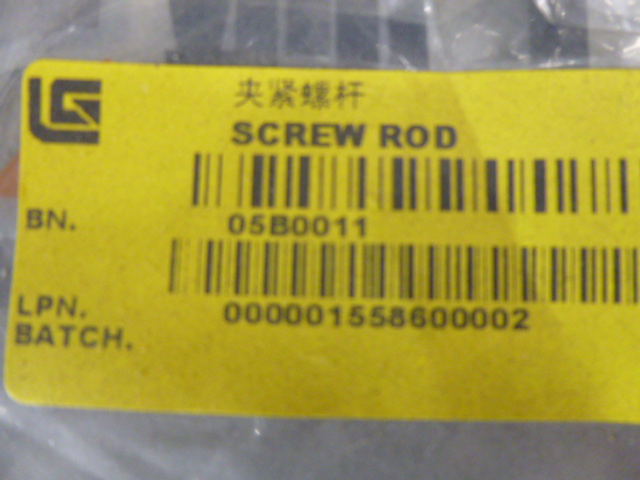 夹紧螺杆
SCREW ROD
BN. 05B0011
LPN. 000001558600002
BATCH.